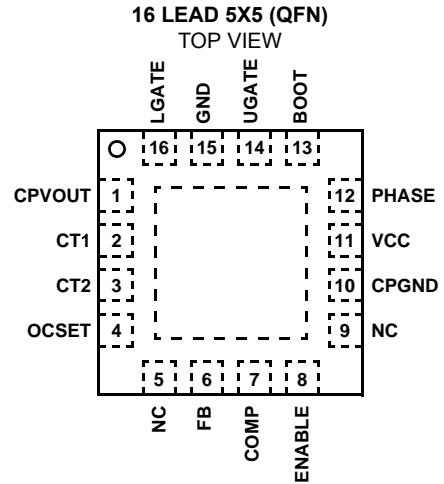 16 LEAD 5X5 (QFN)
TOP VIEW
LGATE
GND
UGATE
BOOT
16
15
14
13
CPVOUT 1
12 PHASE
CT1 2
11 VCC
CT2 3
10 CPGND
OCSET 4
9 NC
5
6
7
8
NC
FB
COMP
ENABLE